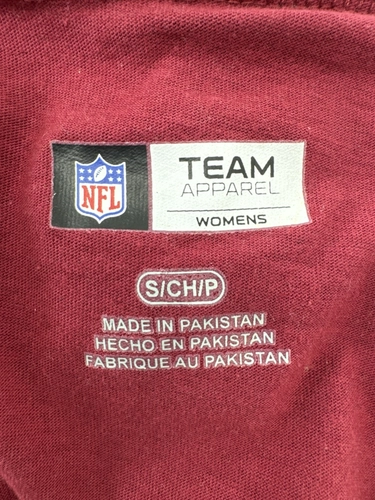 NFL
TEAM
APPAREL
WOMENS
S/CH/P
MADE IN PAKISTAN
HECHO EN PAKISTAN
FABRIQUE AU PAKISTAN